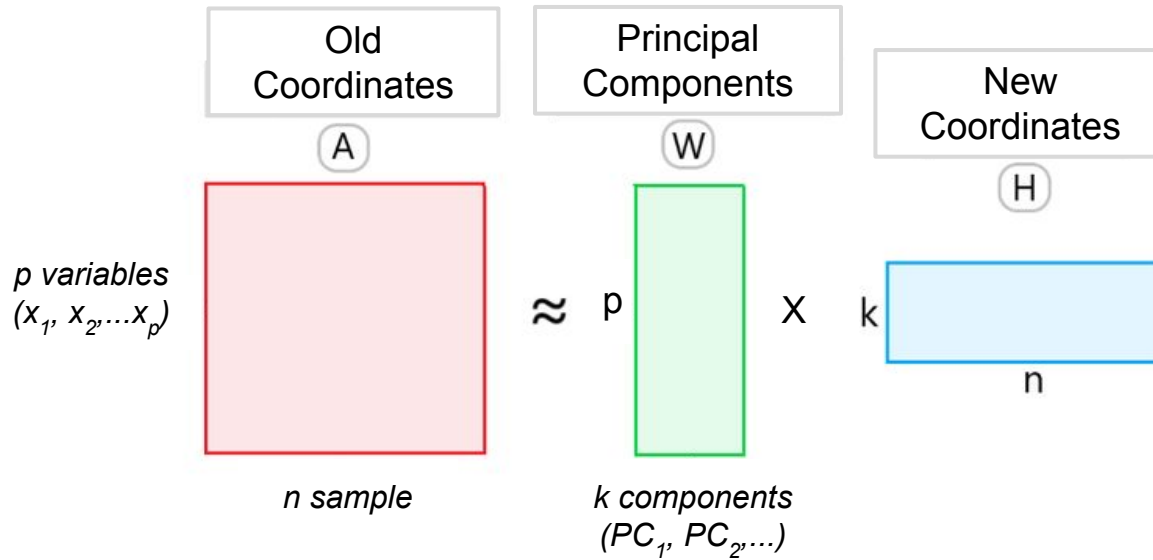 Old
Coordinates
Principal
Components
New
Coordinates
A
W
H
p variables
(x₁, x₂,...xₚ)
≈
p
X
k
n
n sample
k components
(PC₁, PC₂,...)